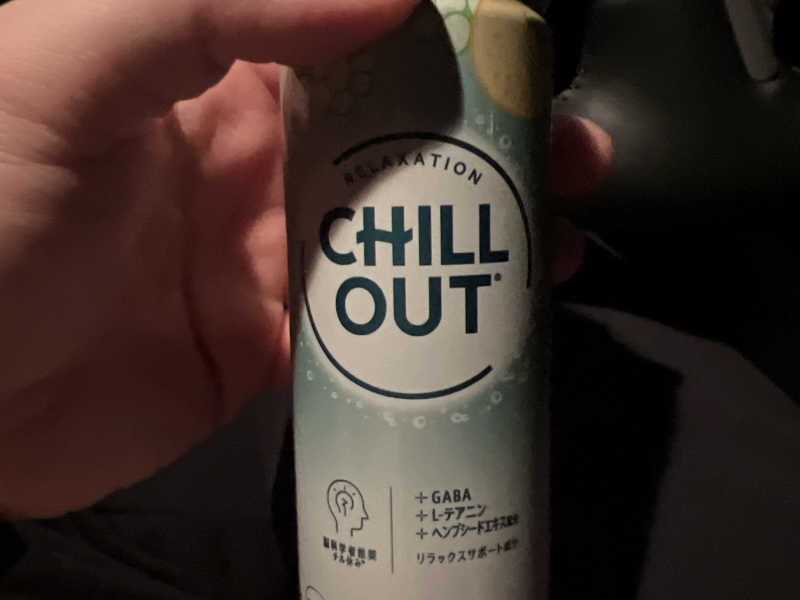 RELAXATION
CHILL
OUT®
+ GABA
+ L-テアニン
+ ヘンプシードエキス配合
リラックスサポート成分